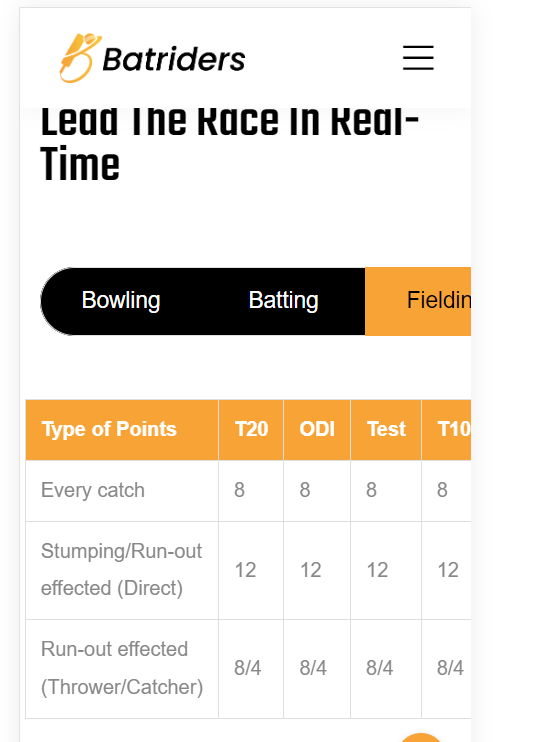 Batriders
Lead The Race In Real-
Time
Bowling Batting Fieldin
Type of Points T20 ODI Test T10
Every catch 8 8 8 8
Stumping/Run-out
effected (Direct) 12 12 12 12
Run-out effected
(Thrower/Catcher) 8/4 8/4 8/4 8/4